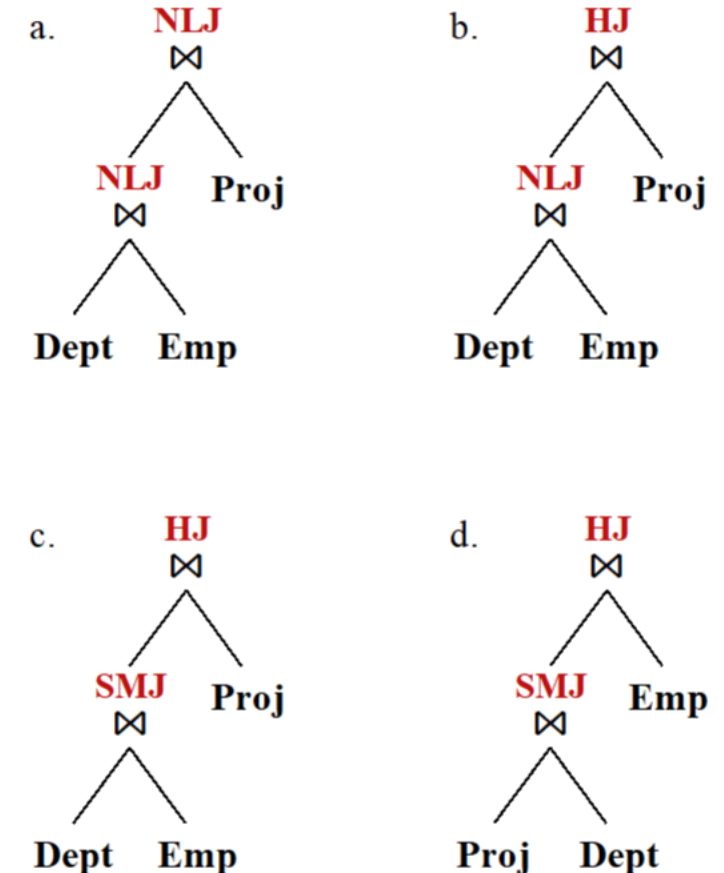 a. NLJ
⋈
NLJ Proj
⋈
Dept Emp
b. HJ
⋈
NLJ Proj
⋈
Dept Emp
c. HJ
⋈
SMJ Proj
⋈
Dept Emp
d. HJ
⋈
SMJ Emp
⋈
Proj Dept